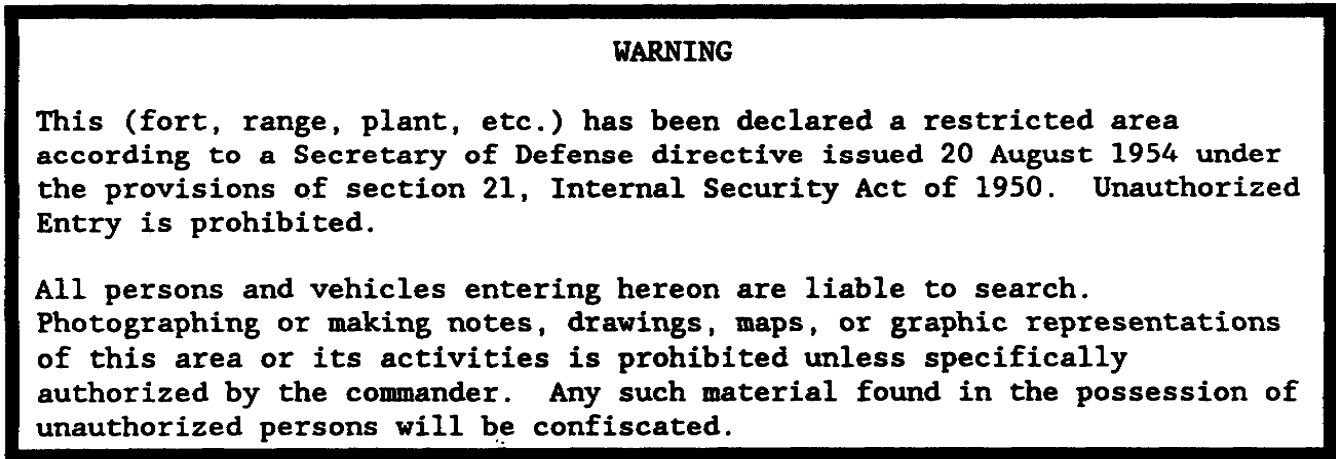 WARNING
This (fort, range, plant, etc.) has been declared a restricted area
according to a Secretary of Defense directive issued 20 August 1954 under
the provisions of section 21, Internal Security Act of 1950.  Unauthorized
Entry is prohibited.
All persons and vehicles entering hereon are liable to search.
Photographing or making notes, drawings, maps, or graphic representations
of this area or its activities is prohibited unless specifically
authorized by the commander.  Any such material found in the possession of
unauthorized persons will be confiscated.